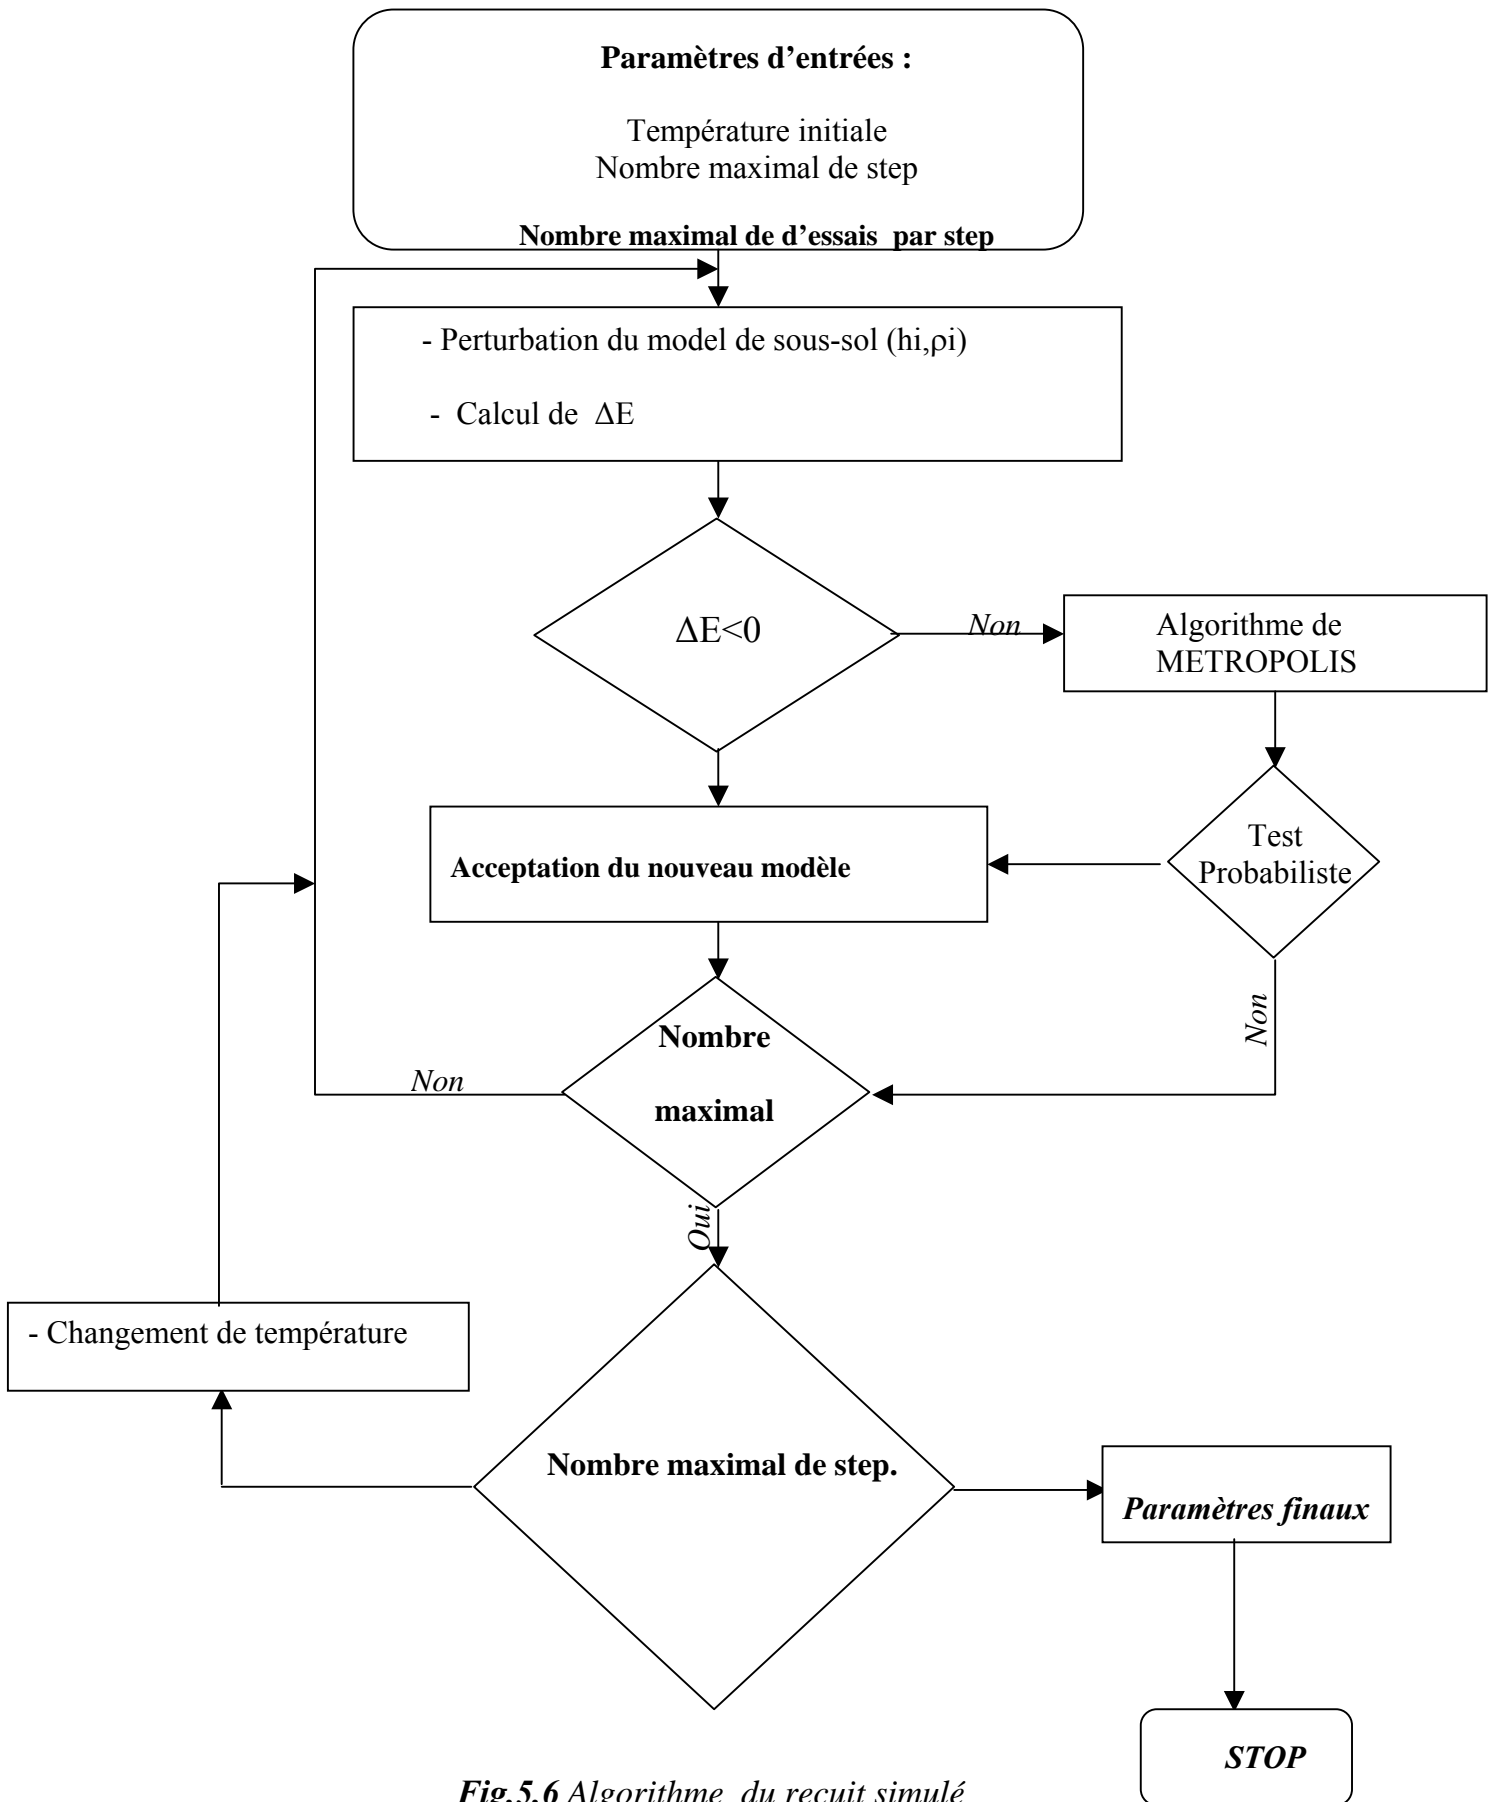 Paramètres d’entrées :
Température initiale
Nombre maximal de step
Nombre maximal de d’essais par step
- Perturbation du model de sous-sol (hi,ρi)
- Calcul de ΔE
ΔE<0
Non
Algorithme de
METROPOLIS
Test
Probabiliste
Acceptation du nouveau modèle
Non
Nombre
maximal
Non
Oui
- Changement de température
Nombre maximal de step.
Paramètres finaux
STOP
Fig.5.6 Algorithme du recuit simulé